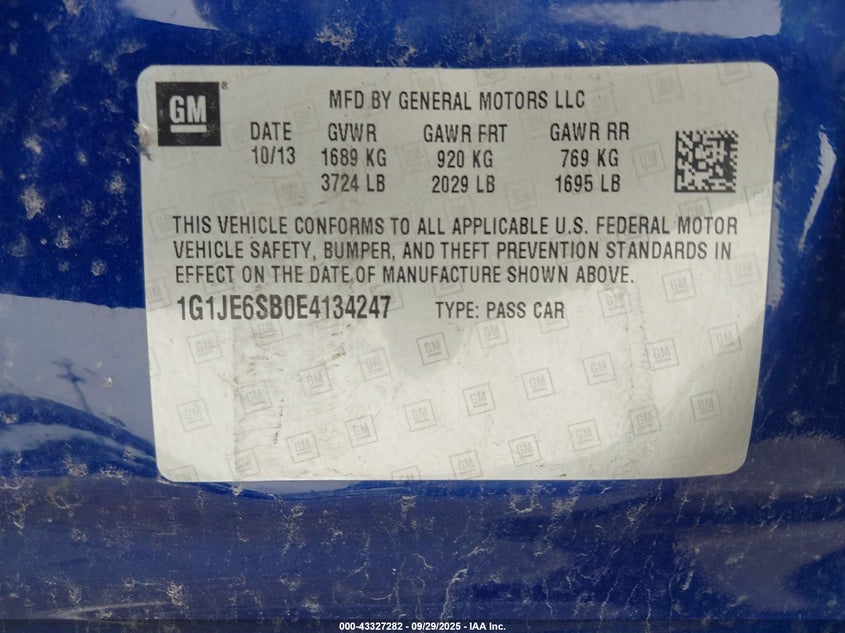 GM
MFD BY GENERAL MOTORS LLC
DATE GVWR GAWR FRT GAWR RR
10/13 1689 KG 920 KG 769 KG
3724 LB 2029 LB 1695 LB
THIS VEHICLE CONFORMS TO ALL APPLICABLE U.S. FEDERAL MOTOR
VEHICLE SAFETY, BUMPER, AND THEFT PREVENTION STANDARDS IN
EFFECT ON THE DATE OF MANUFACTURE SHOWN ABOVE.
1G1JE6SB0E4134247 TYPE: PASS CAR
000-43327282 - 09/29/2025 - IAA Inc.